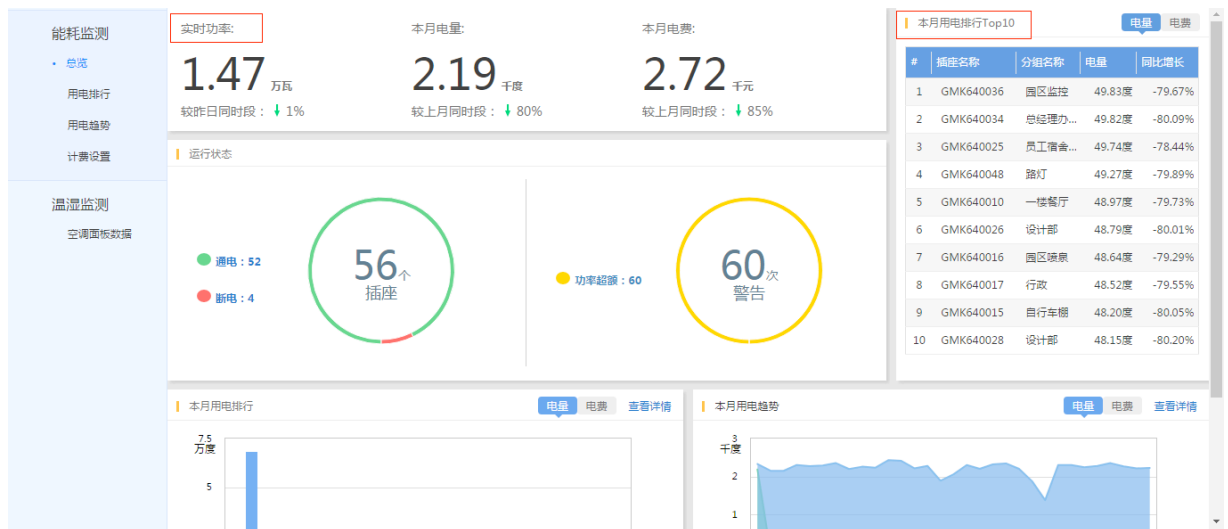 能耗监测
总览
用电排行
用电趋势
计费设置
温湿监测
空调面板数据
实时功率:
1.47 万瓦
较昨日同时段：1%
本月电量:
2.19 千度
较上月同时段：80%
本月电费:
2.72 千元
较上月同时段：85%
运行状态
通电：52
断电：4
56个
插座
功率超额：60
60次
警告
本月用电排行Top10 电量 电费
# 插座名称 分组名称 电量 同比增长
1 GMK640036 园区监控 49.83度 -79.67%
2 GMK640034 总经理办... 49.82度 -80.09%
3 GMK640025 员工宿舍... 49.74度 -78.44%
4 GMK640048 路灯 49.27度 -79.89%
5 GMK640010 一楼餐厅 48.97度 -79.73%
6 GMK640026 设计部 48.79度 -80.01%
7 GMK640016 园区喷泉 48.64度 -79.29%
8 GMK640017 行政 48.52度 -79.55%
9 GMK640015 自行车棚 48.20度 -80.05%
10 GMK640028 设计部 48.15度 -80.20%
本月用电排行 电量 电费 查看详情
7.5
万度
5
本月用电趋势 电量 电费 查看详情
3
千度
2
1